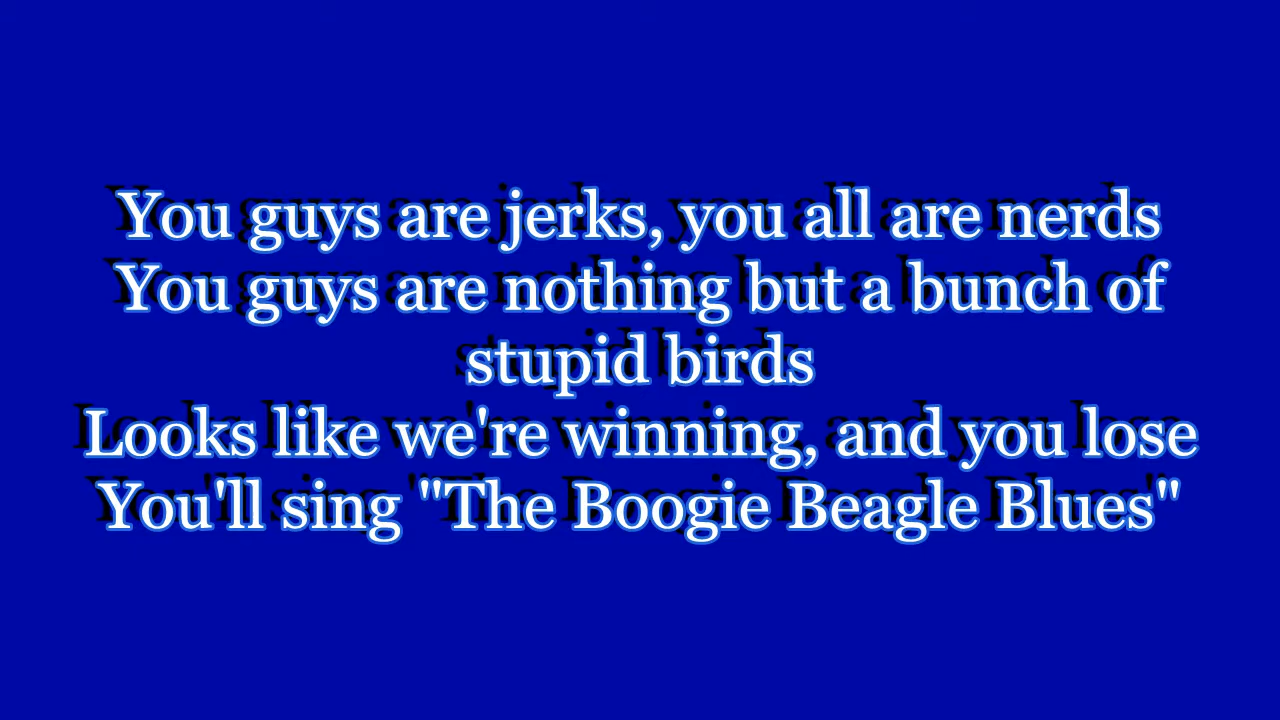 You guys are jerks, you all are nerds
You guys are nothing but a bunch of
stupid birds
Looks like we're winning, and you lose
You'll sing "The Boogie Beagle Blues"